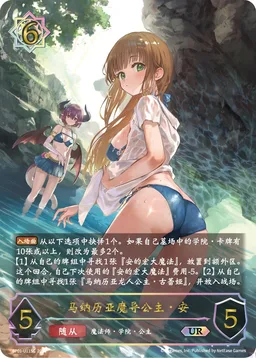 6
入场曲 从以下选项中抉择1个。如果自己墓场中的学院·卡牌有
10张或以上，则改为最多2个。
【1】从自己的牌组中寻找1张『安的宏大魔法』，放置到额外区。
这个回合，自己下次使用的『安的宏大魔法』费用-5。【2】从自己
的牌组中寻找1张『马纳历亚龙人公主·古蕾娅』，并放入战场。
马纳历亚魔导公主·安
5
5
随从
魔法师·学院·公主
UR